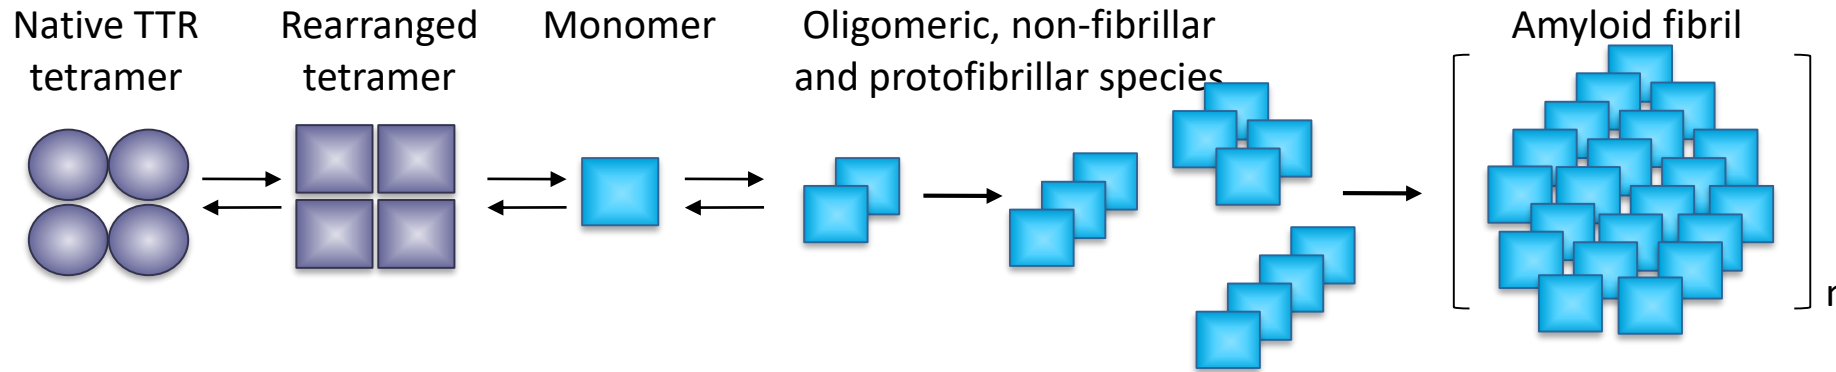 Native TTR
tetramer
Rearranged
tetramer
Monomer
Oligomeric, non-fibrillar
and protofibrillar species
Amyloid fibril